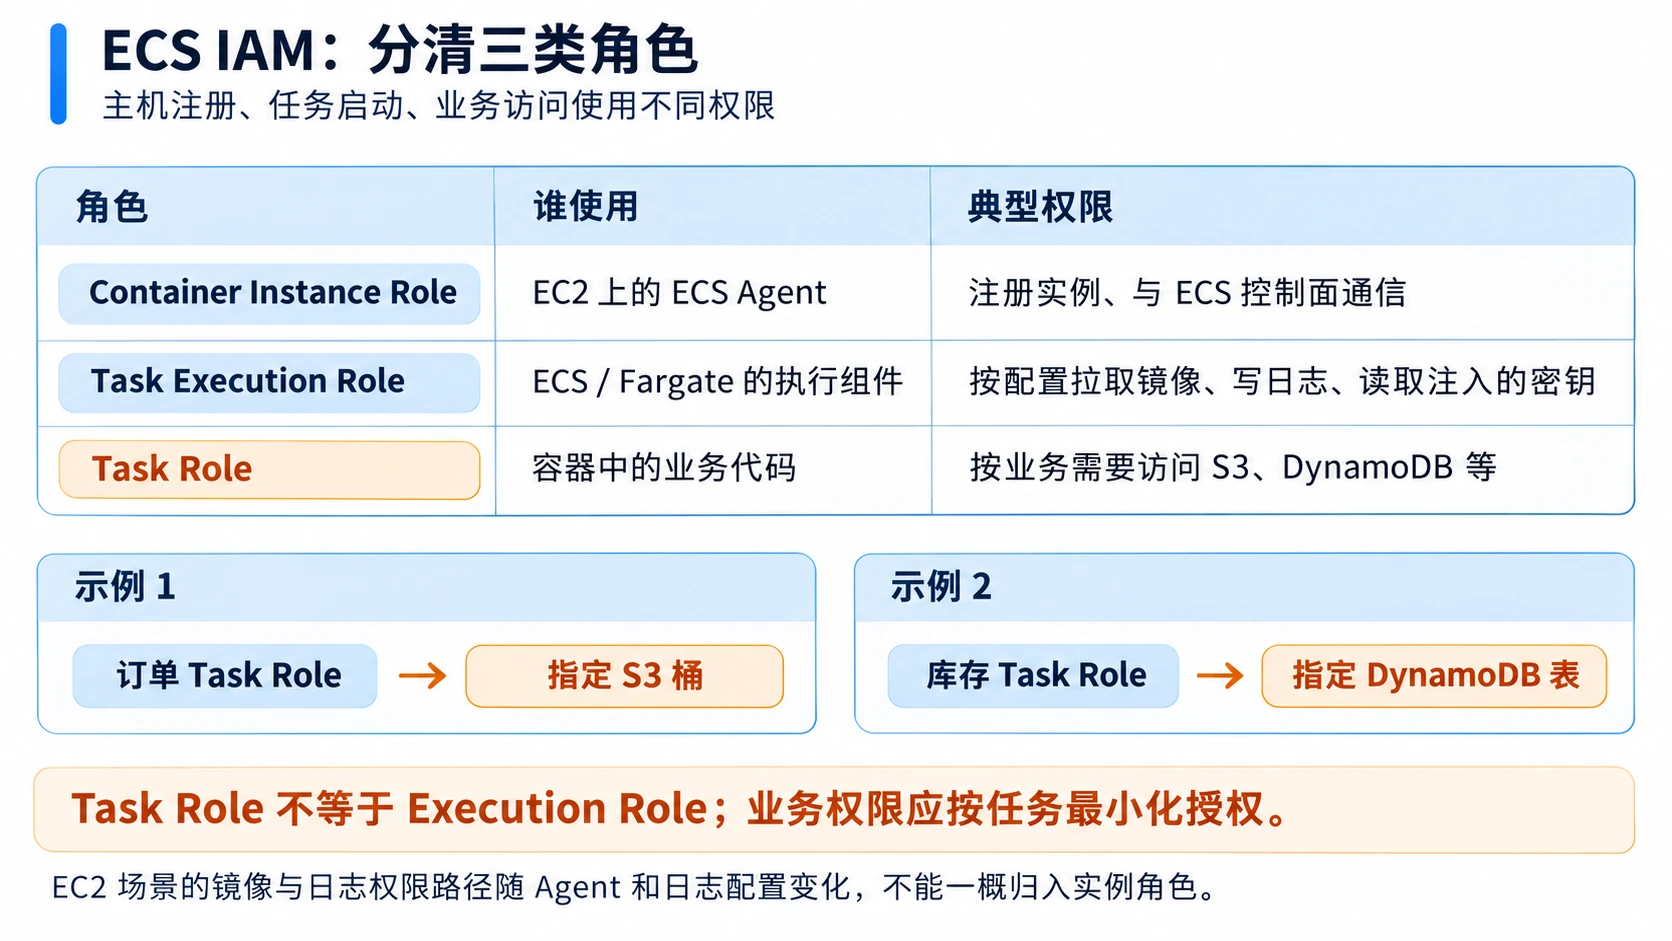 ECS IAM：分清三类角色
主机注册、任务启动、业务访问使用不同权限
角色 谁使用 典型权限
Container Instance Role EC2 上的 ECS Agent 注册实例、与 ECS 控制面通信
Task Execution Role ECS / Fargate 的执行组件 按配置拉取镜像、写日志、读取注入的密钥
Task Role 容器中的业务代码 按业务需要访问 S3、DynamoDB 等
示例 1
订单 Task Role → 指定 S3 桶
示例 2
库存 Task Role → 指定 DynamoDB 表
Task Role 不等于 Execution Role；业务权限应按任务最小化授权。
EC2 场景的镜像与日志权限路径随 Agent 和日志配置变化，不能一概归入实例角色。